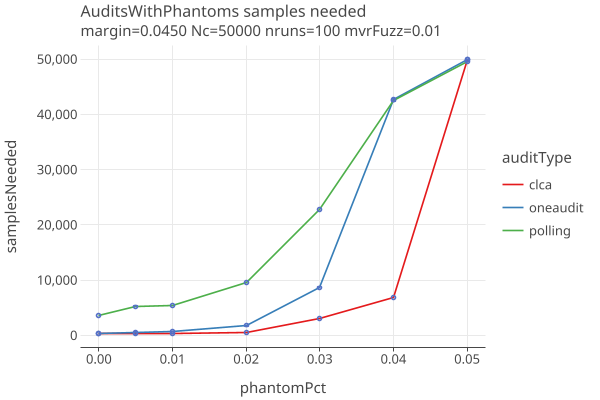 AuditsWithPhantoms samples needed
margin=0.0450 Nc=50000 nruns=100 mvrFuzz=0.01
samplesNeeded
50,000
40,000
30,000
20,000
10,000
0
0.00 0.01 0.02 0.03 0.04 0.05
phantomPct
auditType
clca
oneaudit
polling